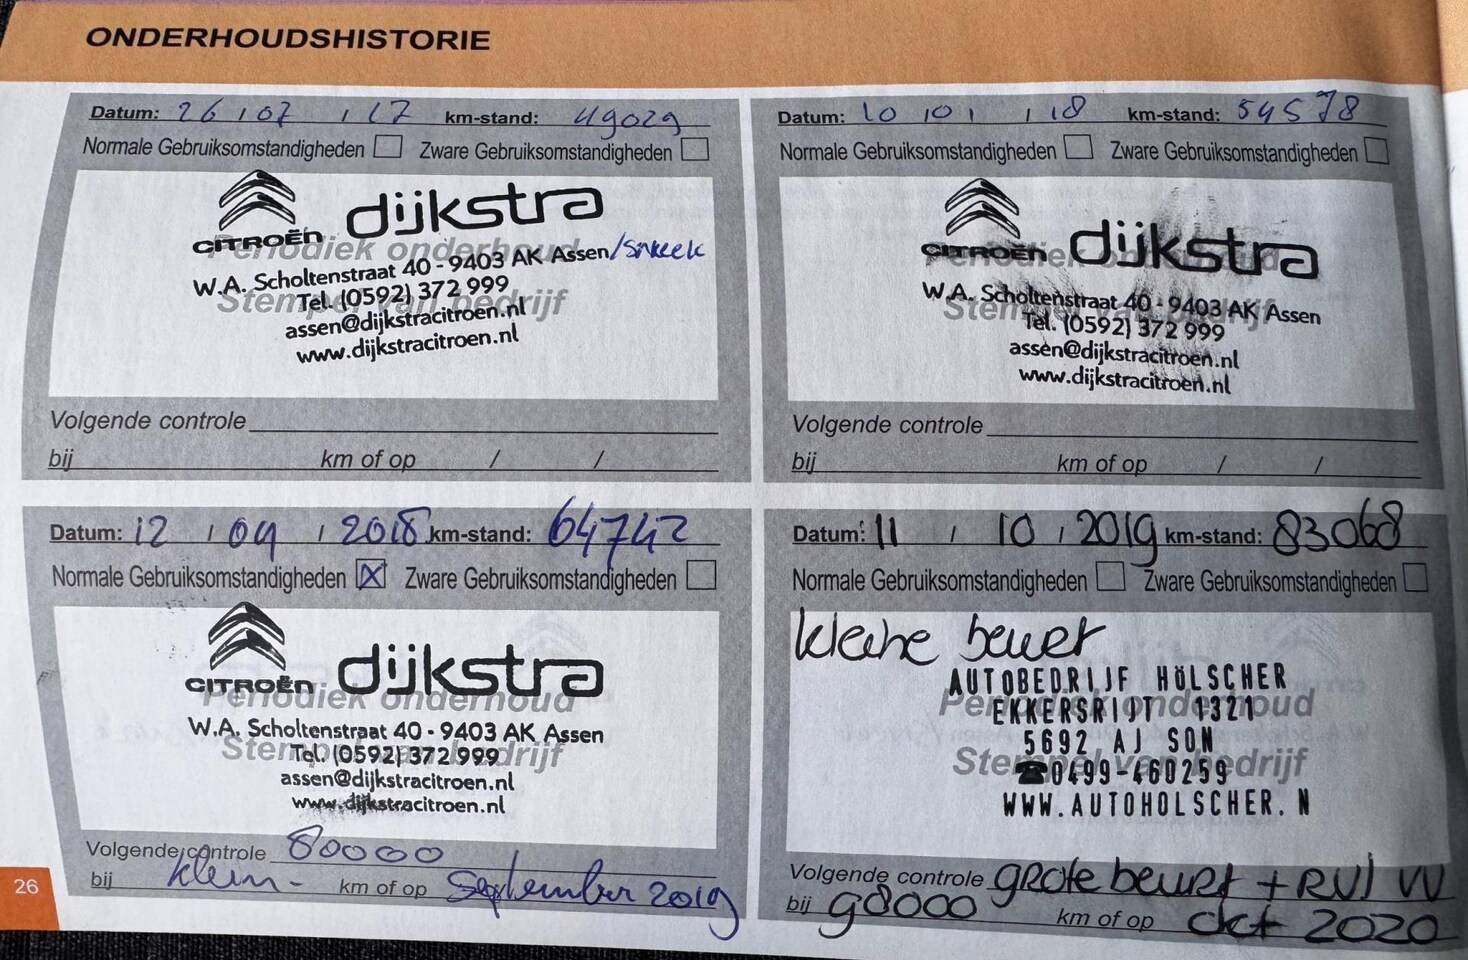 ONDERHOUDSHISTORIE
Datum: 26 / 07 / 17 km-stand: 49029
Normale Gebruiksomstandigheden Zware Gebruiksomstandigheden
CITROËN dijkstra
Periodiek onderhoud
W.A. Scholtenstraat 40 - 9403 AK Assen/Sneek
Stempel van bedrijf
Tel. (0592) 372 999
assen@dijkstracitroen.nl
www.dijkstracitroen.nl
Volgende controle
bij km of op / /
Datum: 10 / 01 / 18 km-stand: 54578
Normale Gebruiksomstandigheden Zware Gebruiksomstandigheden
CITROËN dijkstra
Periodiek onderhoud
W.A. Scholtenstraat 40 - 9403 AK Assen
Stempel van bedrijf
Tel. (0592) 372 999
assen@dijkstracitroen.nl
www.dijkstracitroen.nl
Volgende controle
bij km of op / /
Datum: 12 / 09 / 2018 km-stand: 64742
Normale Gebruiksomstandigheden X Zware Gebruiksomstandigheden
CITROËN dijkstra
Periodiek onderhoud
W.A. Scholtenstraat 40 - 9403 AK Assen
Stempel van bedrijf
Tel. (0592) 372 999
assen@dijkstracitroen.nl
www.dijkstracitroen.nl
Volgende controle 80000
bij klein - km of op September 2019
Datum: 11 / 10 / 2019 km-stand: 83068
Normale Gebruiksomstandigheden Zware Gebruiksomstandigheden
kleine beurt
AUTOBEDRIJF HÖLSCHER
Periodiek onderhoud
EKKERSRIJT 1321
5692 AJ SON
Stempel van bedrijf
☎0499-460259
WWW.AUTOHOLSCHER.N
Volgende controle grote beurt + RVJ VV
bij 98000 km of op okt 2020
26